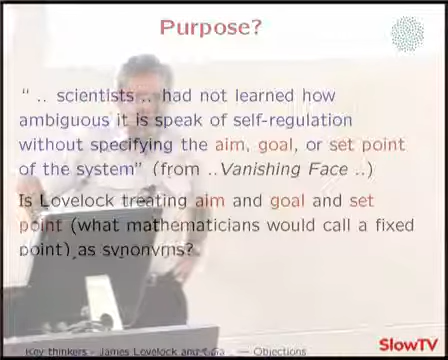 Purpose?
“ .. scientists .. had not learned how
ambiguous it is speak of self-regulation
without specifying the aim, goal, or set point
of the system” (from ..Vanishing Face ..)
Is Lovelock treating aim and goal and set
point (what mathematicians would call a fixed
point) as synonyms?
SlowTV
Key thinkers - James Lovelock and Gaia — Objections